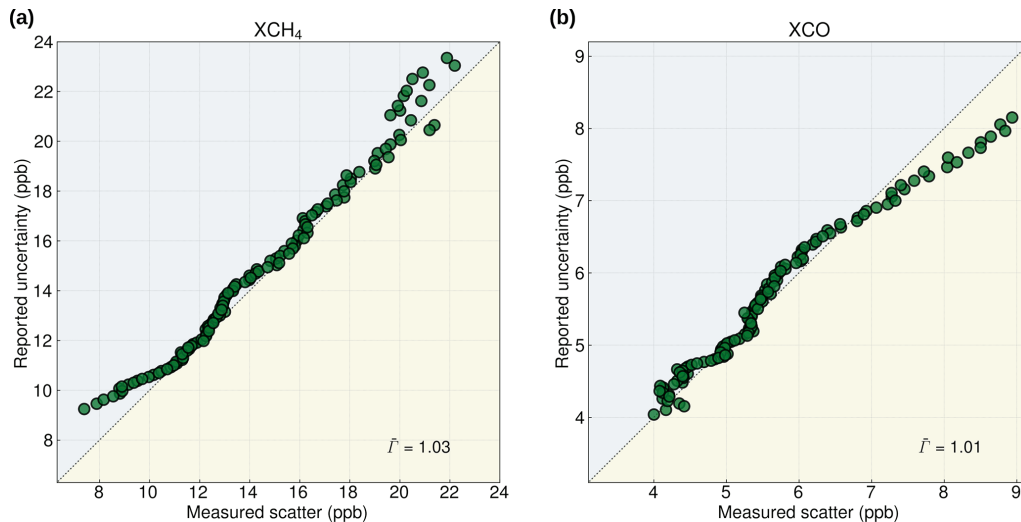 (a)
XCH₄
24
22
20
18
16
14
12
10
8
Reported uncertainty (ppb)
Γ̄ = 1.03
8 10 12 14 16 18 20 22 24
Measured scatter (ppb)
(b)
XCO
9
8
7
6
5
4
Reported uncertainty (ppb)
Γ̄ = 1.01
4 5 6 7 8 9
Measured scatter (ppb)